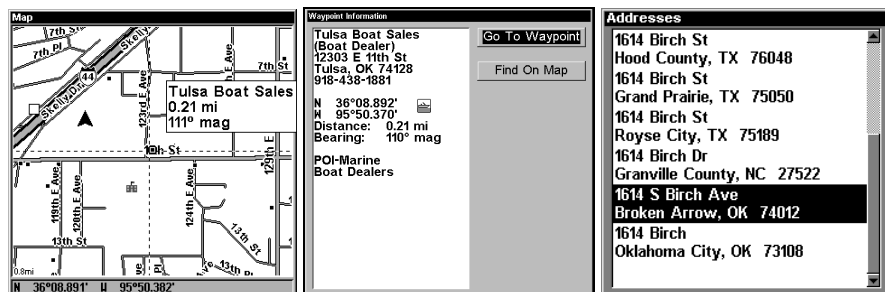 Map
7th St
7th Pl
Skelly
44
7th St
Skelly Dr
123rd E Ave
Tulsa Boat Sales
0.21 mi
111º mag
129th E
119th E Ave
120th E Ave
124th E Ave
13th St
13th St
13th
Pl
0.8mi
N 36°08.891' W 95°50.382'
Waypoint Information
Tulsa Boat Sales
(Boat Dealer)
12303 E 11th St
Tulsa, OK 74128
918-438-1881
N 36°08.892'
W 95°50.370'
Distance: 0.21 mi
Bearing: 110º mag
POI-Marine
Boat Dealers
Go To Waypoint
Find On Map
Addresses
1614 Birch St
Hood County, TX 76048
1614 Birch St
Grand Prairie, TX 75050
1614 Birch St
Royse City, TX 75189
1614 Birch Dr
Granville County, NC 27522
1614 S Birch Ave
Broken Arrow, OK 74012
1614 Birch
Oklahoma City, OK 73108